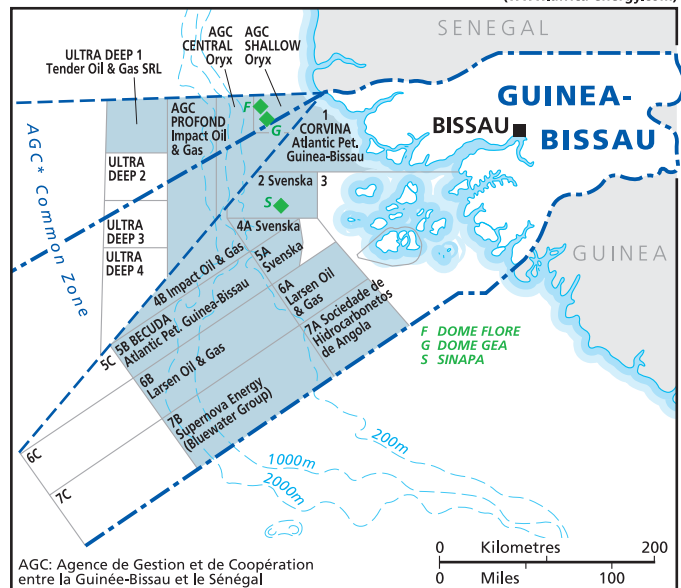 (www.africa-energy.com)
SENEGAL
ULTRA DEEP 1
Tender Oil & Gas SRL
AGC
CENTRAL
Oryx
AGC
SHALLOW
Oryx
GUINEA-
BISSAU
BISSAU
AGC
PROFOND
Impact Oil
& Gas
F
G
1
CORVINA
Atlantic Pet.
Guinea-Bissau
AGC* Common Zone
ULTRA
DEEP 2
2 Svenska
3
S
4A Svenska
ULTRA
DEEP 3
ULTRA
DEEP 4
GUINEA
4B Impact Oil & Gas
5A
Svenska
5B BECUDA
Atlantic Pet. Guinea-Bissau
5C
6A
Larsen Oil
& Gas
6B
Larsen Oil & Gas
7A Sociedade de
Hidrocarbonetos
de Angola
F DOME FLORE
G DOME GEA
S SINAPA
7B
Supernova Energy
(Bluewater Group)
6C
7C
200m
1000m
2000m
AGC: Agence de Gestion et de Coopération
entre la Guinée-Bissau et le Sénégal
0 Kilometres 200
0 Miles 100